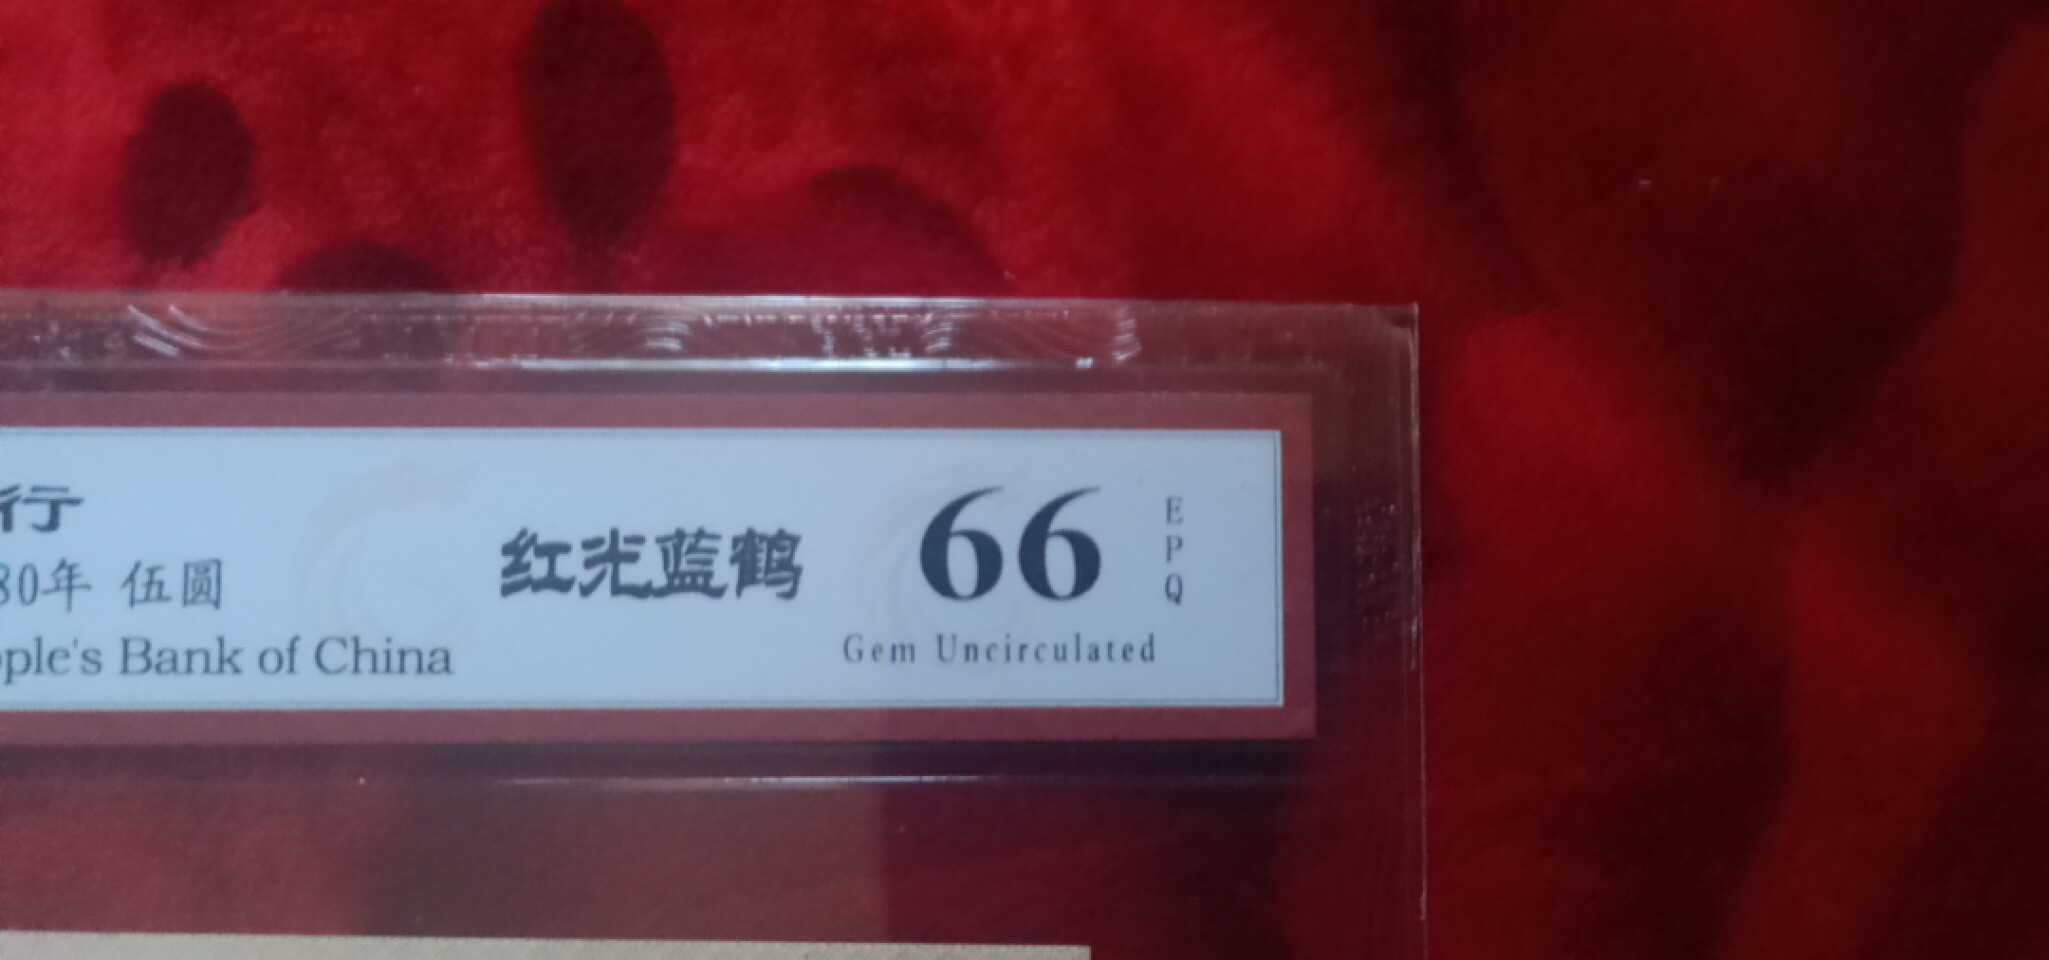 行
80年 伍圆
ople's Bank of China
红光蓝鹤
66
EPQ
Gem Uncirculated